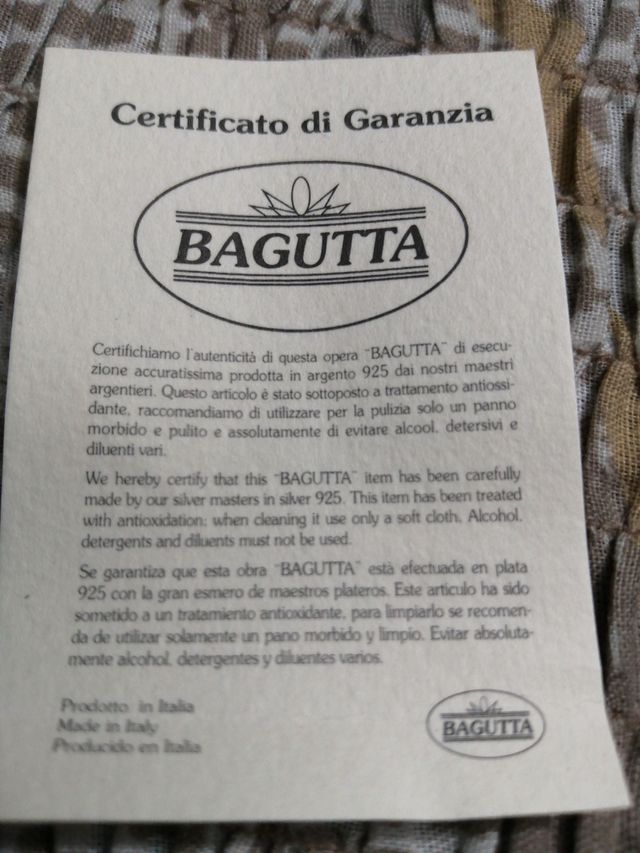 Certificato di Garanzia
BAGUTTA
Certifichiamo l'autenticità di questa opera "BAGUTTA" di esecu-
zione accuratissima prodotta in argento 925 dai nostri maestri
argentieri. Questo articolo è stato sottoposto a trattamento antiossi-
dante, raccomandiamo di utilizzare per la pulizia solo un panno
morbido e pulito e assolutamente di evitare alcool, detersivi e
diluenti vari.
We hereby certify that this "BAGUTTA" item has been carefully
made by our silver masters in silver 925. This item has been treated
with antioxidation; when cleaning it use only a soft cloth. Alcohol,
detergents and diluents must not be used.
Se garantiza que esta obra "BAGUTTA" està efectuada en plata
925 con la gran esmero de maestros plateros. Este articulo ha sido
sometido a un tratamiento antioxidante, para limpiarlo se recomen-
da de utilizar solamente un pano morbido y limpio. Evitar absoluta-
mente alcohol, detergentes y diluentes varios.
Prodotto in Italia
Made in Italy
Producido en Italia
BAGUTTA